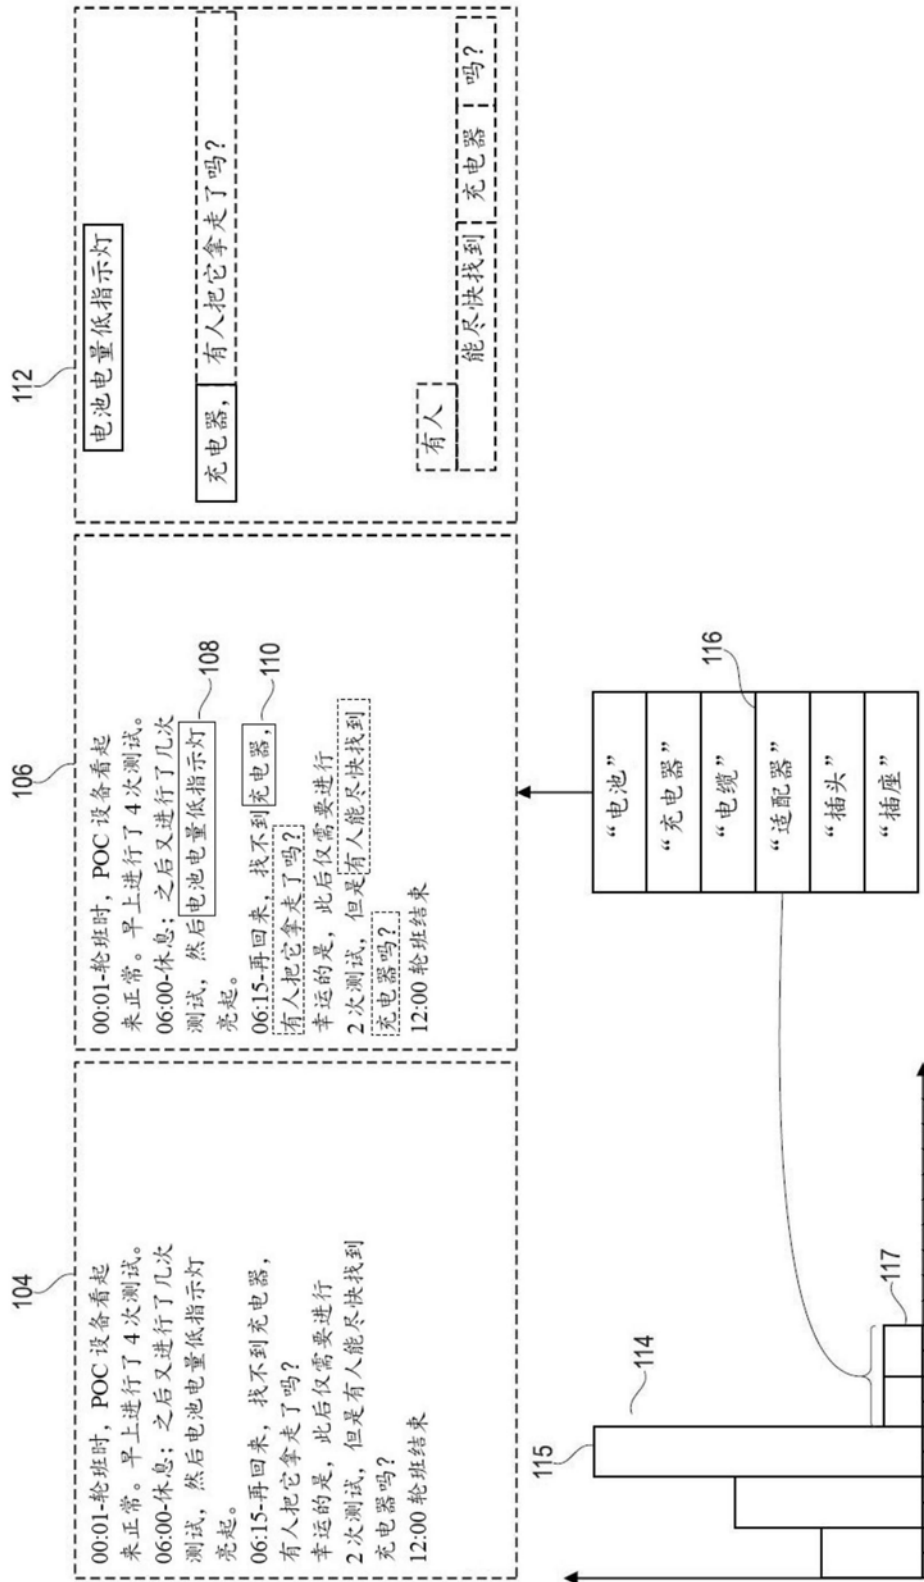 104
00:01-轮班时，POC 设备看起
来正常。早上进行了 4 次测试。
06:00-休息；之后又进行了几次
测试，然后电池电量低指示灯
亮起。
06:15-再回来，找不到充电器，
有人把它拿走了吗？
幸运的是，此后仅需要进行
2 次测试，但是有人能尽快找到
充电器吗？
12:00 轮班结束
106
00:01-轮班时，POC 设备看起
来正常。早上进行了 4 次测试。
06:00-休息；之后又进行了几次
测试，然后电池电量低指示灯
亮起。
108
06:15-再回来，找不到充电器，
110
有人把它拿走了吗？
幸运的是，此后仅需要进行
2 次测试，但是有人能尽快找到
充电器吗？
12:00 轮班结束
112
电池电量低指示灯
充电器， 有人把它拿走了吗？
有人
能尽快找到 充电器 吗？
115
114
117
“电池”
“充电器”
“电缆”
“适配器”
“插头”
“插座”
116